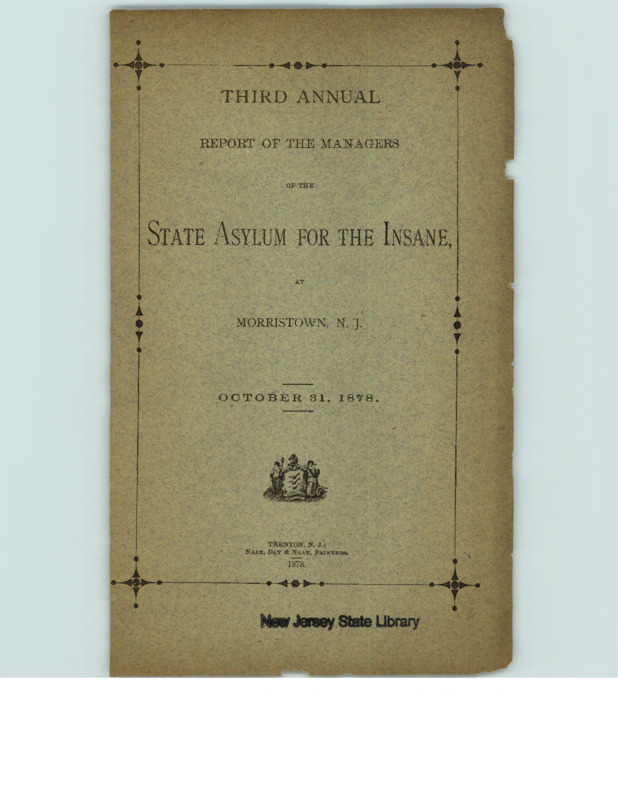 THIRD ANNUAL
REPORT OF THE MANAGERS
OF THE
STATE ASYLUM FOR THE INSANE,
AT
MORRISTOWN, N. J.
OCTOBER 31, 1878.
TRENTON, N. J.:
NAAR, DAY & NAAR, PRINTERS.
1878.
New Jersey State Library